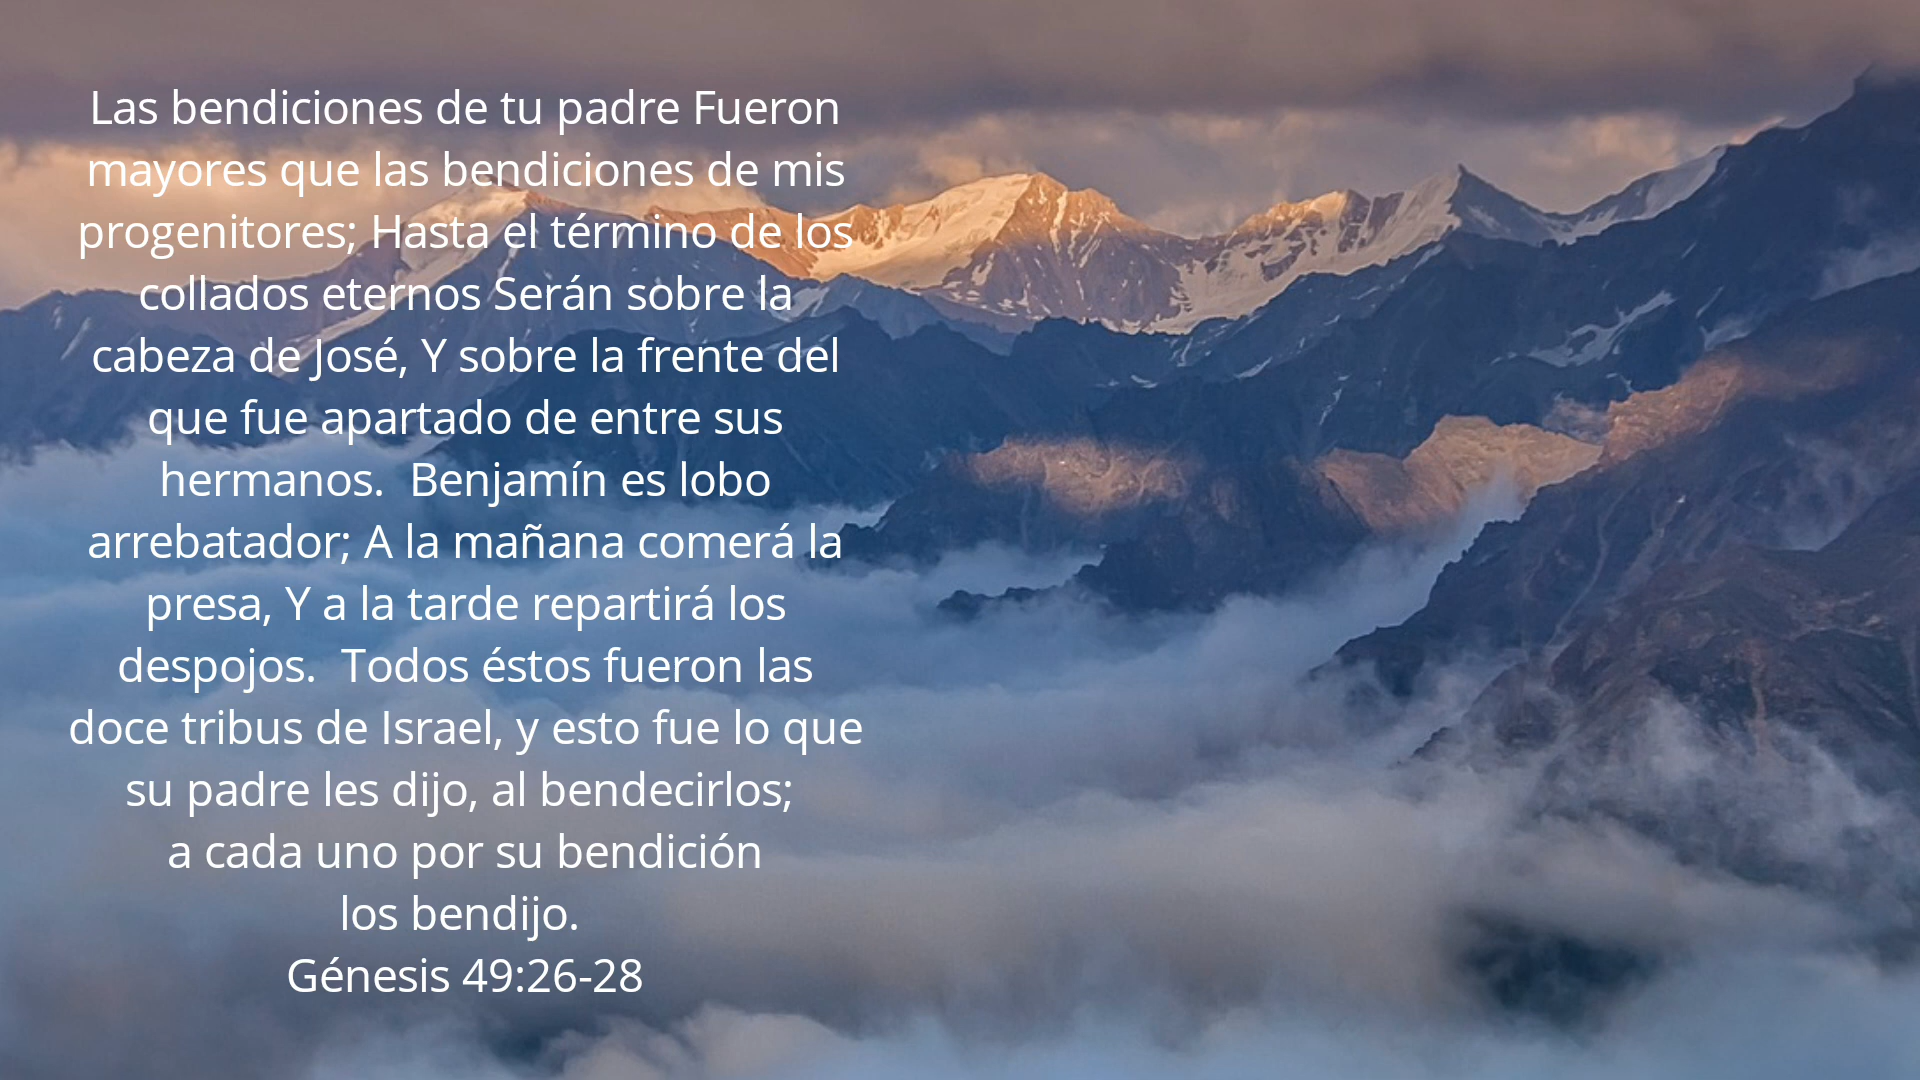 Las bendiciones de tu padre Fueron
mayores que las bendiciones de mis
progenitores; Hasta el término de los
collados eternos Serán sobre la
cabeza de José, Y sobre la frente del
que fue apartado de entre sus
hermanos.  Benjamín es lobo
arrebatador; A la mañana comerá la
presa, Y a la tarde repartirá los
despojos.  Todos éstos fueron las
doce tribus de Israel, y esto fue lo que
su padre les dijo, al bendecirlos;
a cada uno por su bendición
los bendijo.
Génesis 49:26-28